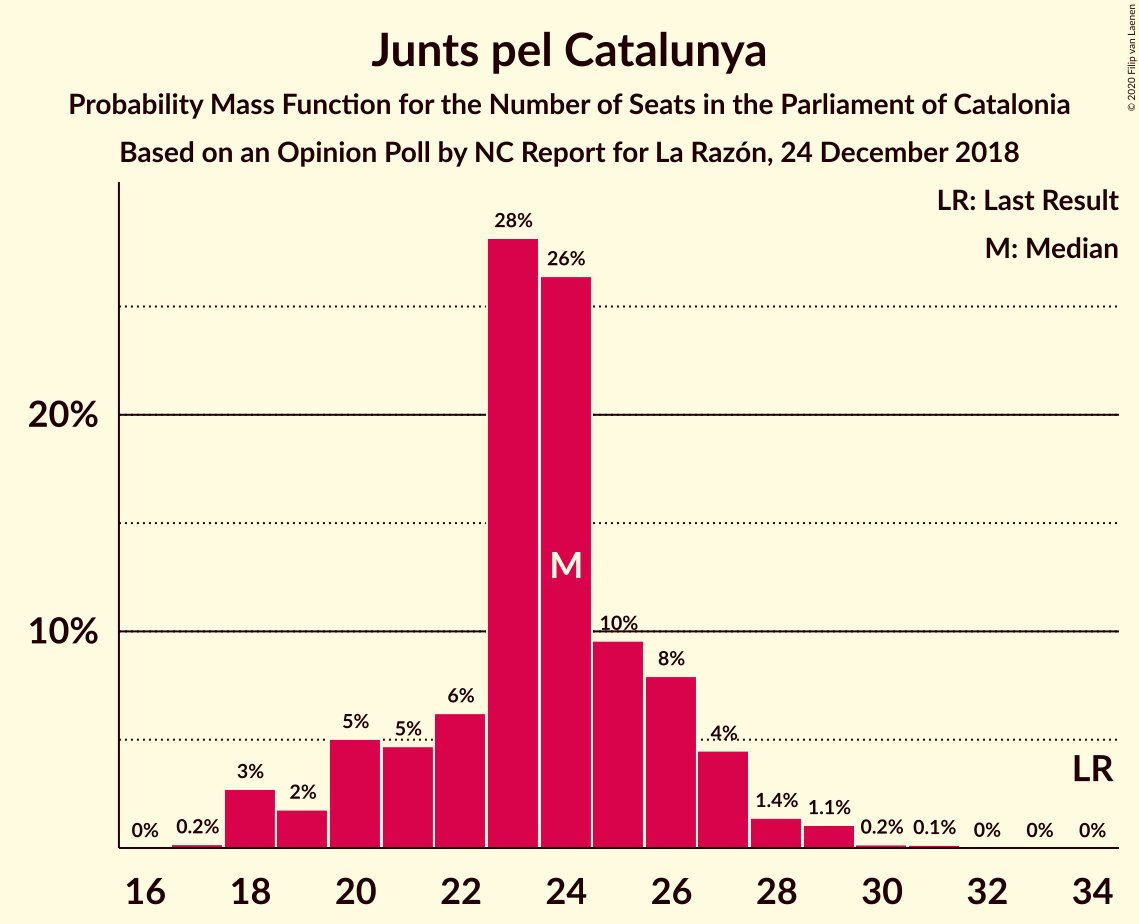 Junts pel Catalunya
Probability Mass Function for the Number of Seats in the Parliament of Catalonia
Based on an Opinion Poll by NC Report for La Razón, 24 December 2018
© 2020 Filip van Laenen
LR: Last Result
M: Median
28%
26%
20%
M
10%
10%
8%
6%
5%
5%
4%
3%
2%
LR
1.4%
1.1%
0%
0.2%
0.2%
0.1%
0%
0%
0%
16 18 20 22 24 26 28 30 32 34